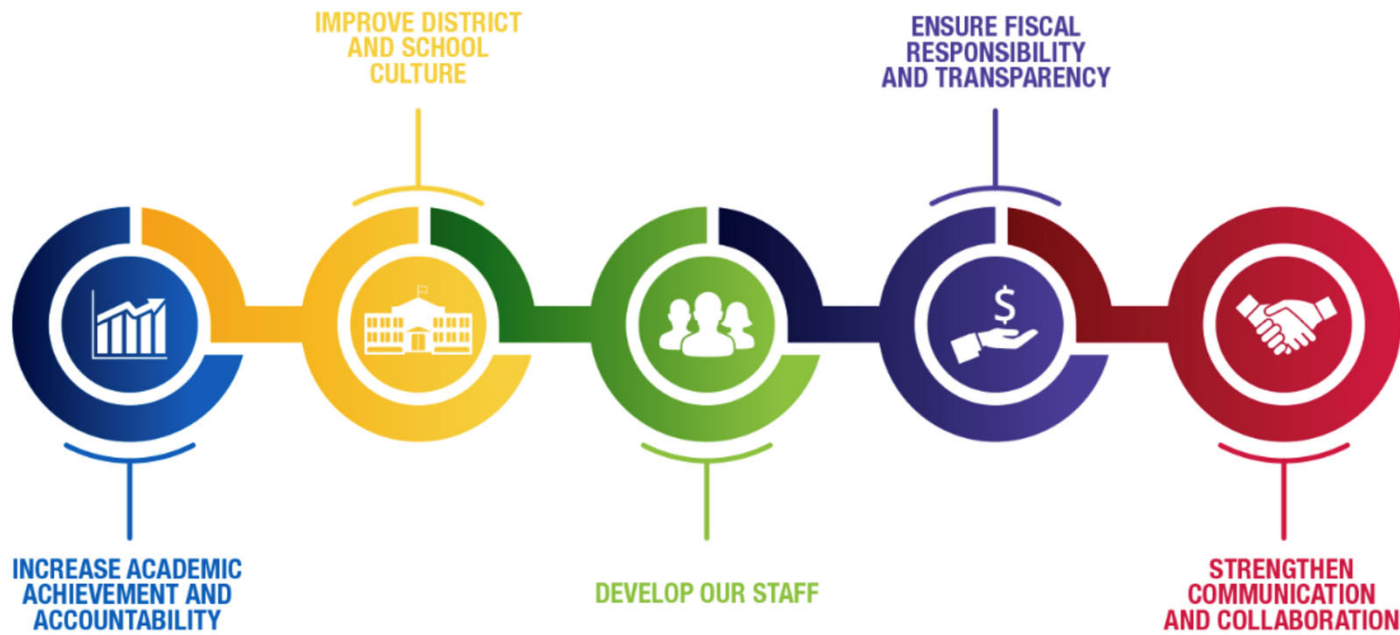 IMPROVE DISTRICT
AND SCHOOL
CULTURE
ENSURE FISCAL
RESPONSIBILITY
AND TRANSPARENCY
$
INCREASE ACADEMIC
ACHIEVEMENT AND
ACCOUNTABILITY
DEVELOP OUR STAFF
STRENGTHEN
COMMUNICATION
AND COLLABORATION